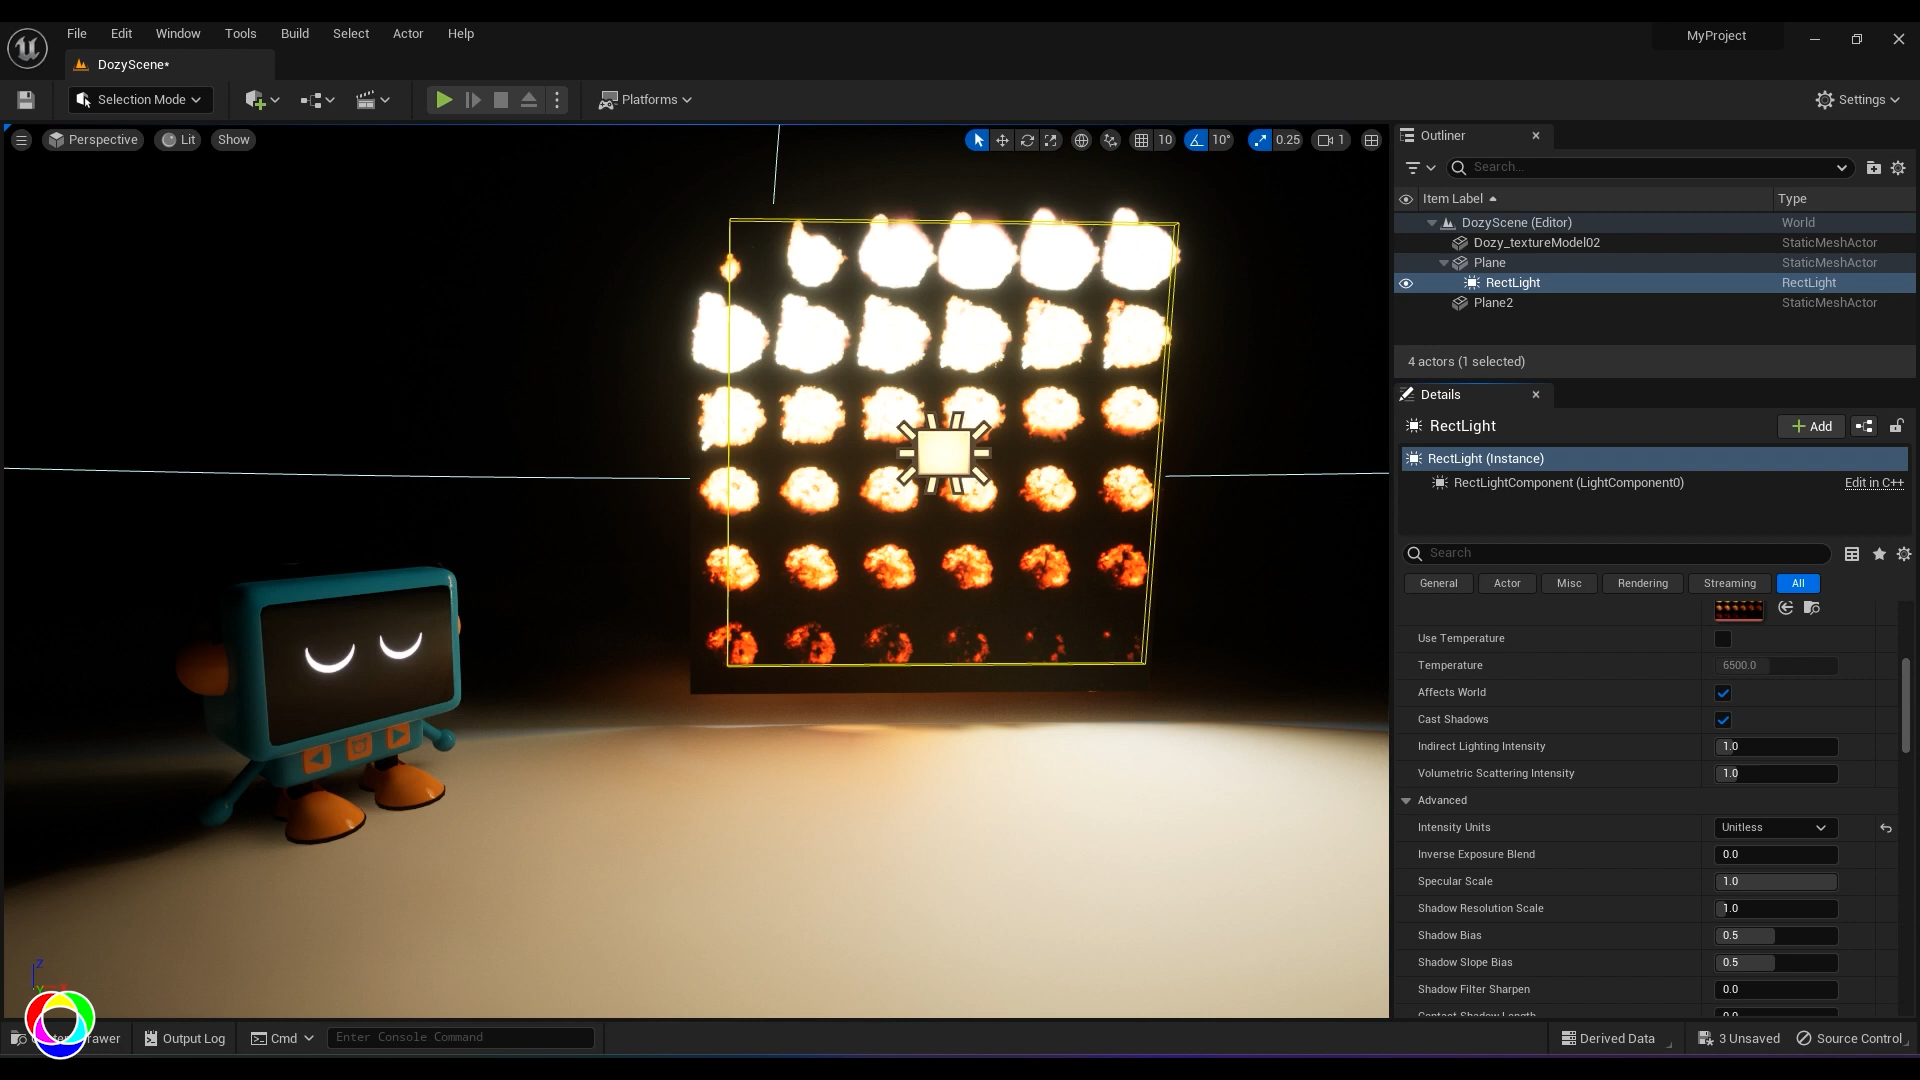 File Edit Window Tools Build Select Actor Help
MyProject
DozyScene*
Selection Mode
Platforms
Settings
Perspective Lit Show
10 10° 0.25 1
Outliner
Search...
Item Label Type
DozyScene (Editor) World
Dozy_textureModel02 StaticMeshActor
Plane StaticMeshActor
RectLight RectLight
Plane2 StaticMeshActor
4 actors (1 selected)
Details
RectLight
Add
RectLight (Instance)
RectLightComponent (LightComponent0) Edit in C++
Search
General Actor Misc Rendering Streaming All
Use Temperature
Temperature 6500.0
Affects World
Cast Shadows
Indirect Lighting Intensity 1.0
Volumetric Scattering Intensity 1.0
Advanced
Intensity Units Unitless
Inverse Exposure Blend 0.0
Specular Scale 1.0
Shadow Resolution Scale 1.0
Shadow Bias 0.5
Shadow Slope Bias 0.5
Shadow Filter Sharpen 0.0
Contact Shadow Length 0.0
Z
Output Log Cmd Enter Console Command
Derived Data 3 Unsaved Source Control